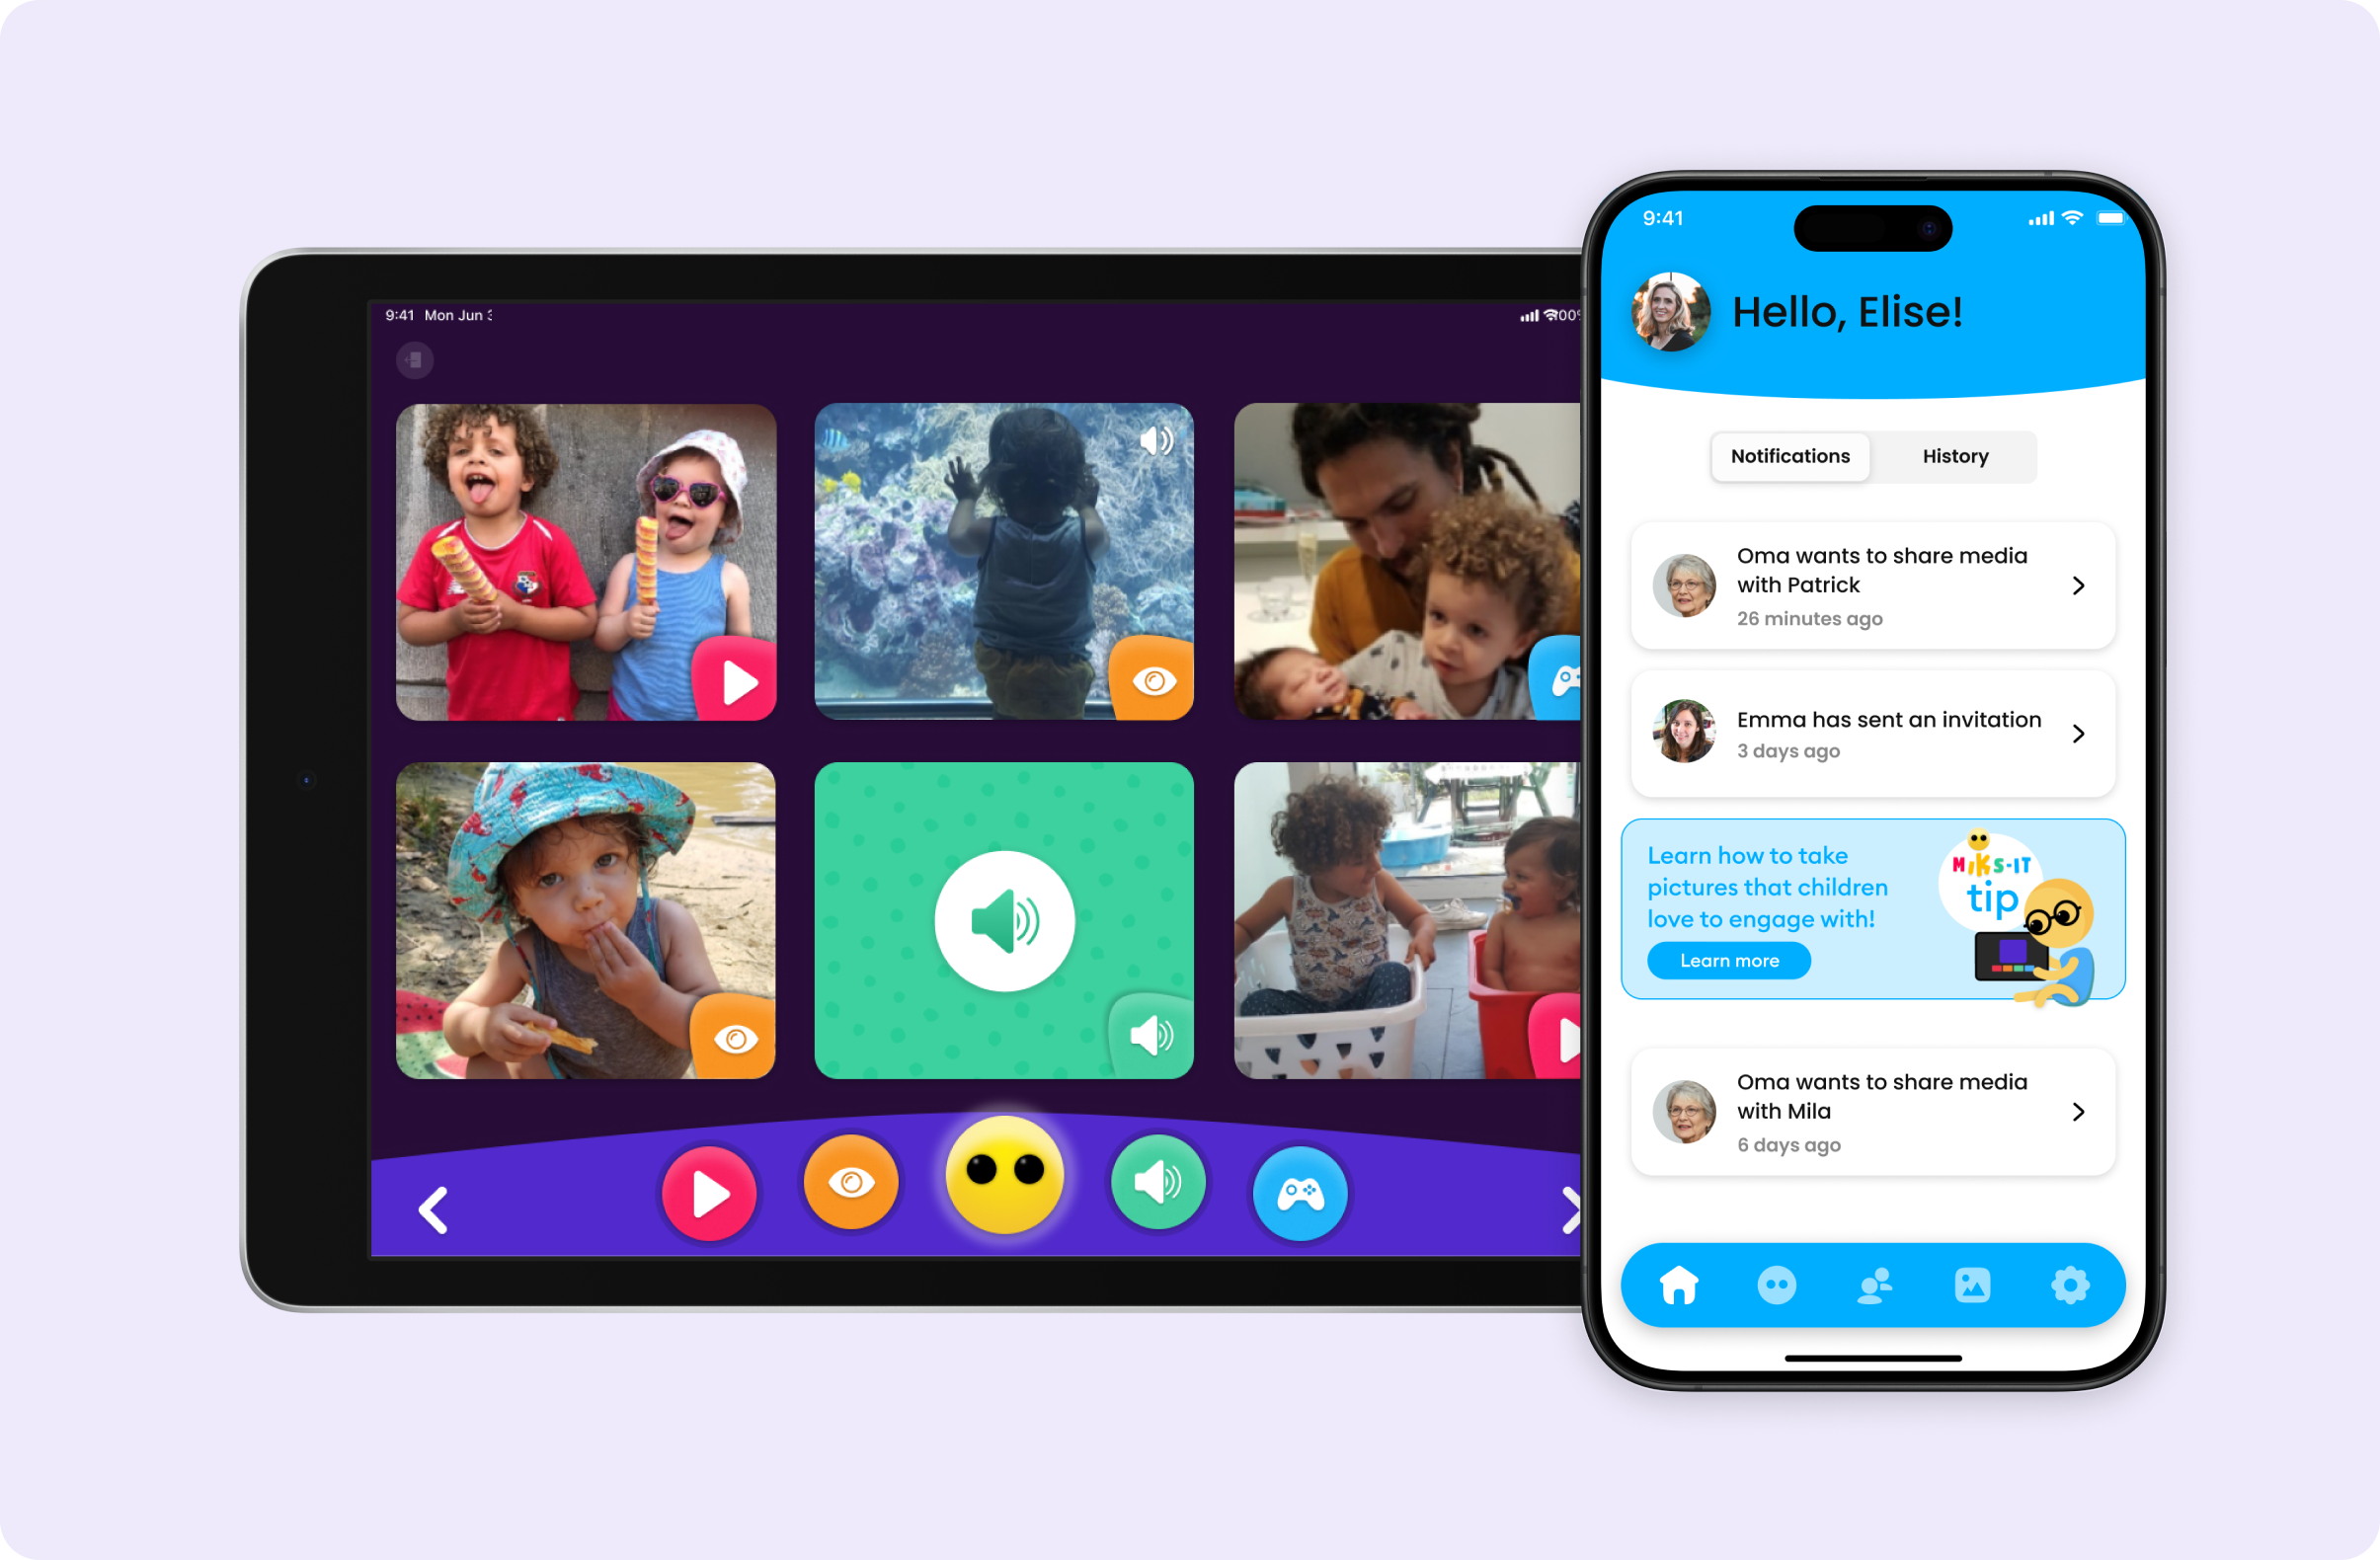 9:41 Mon Jun
9:41
Hello, Elise!
Notifications
History
Oma wants to share media
with Patrick
26 minutes ago
Emma has sent an invitation
3 days ago
Learn how to take
pictures that children
love to engage with!
Learn more
MiKS-IT
tip
Oma wants to share media
with Mila
6 days ago